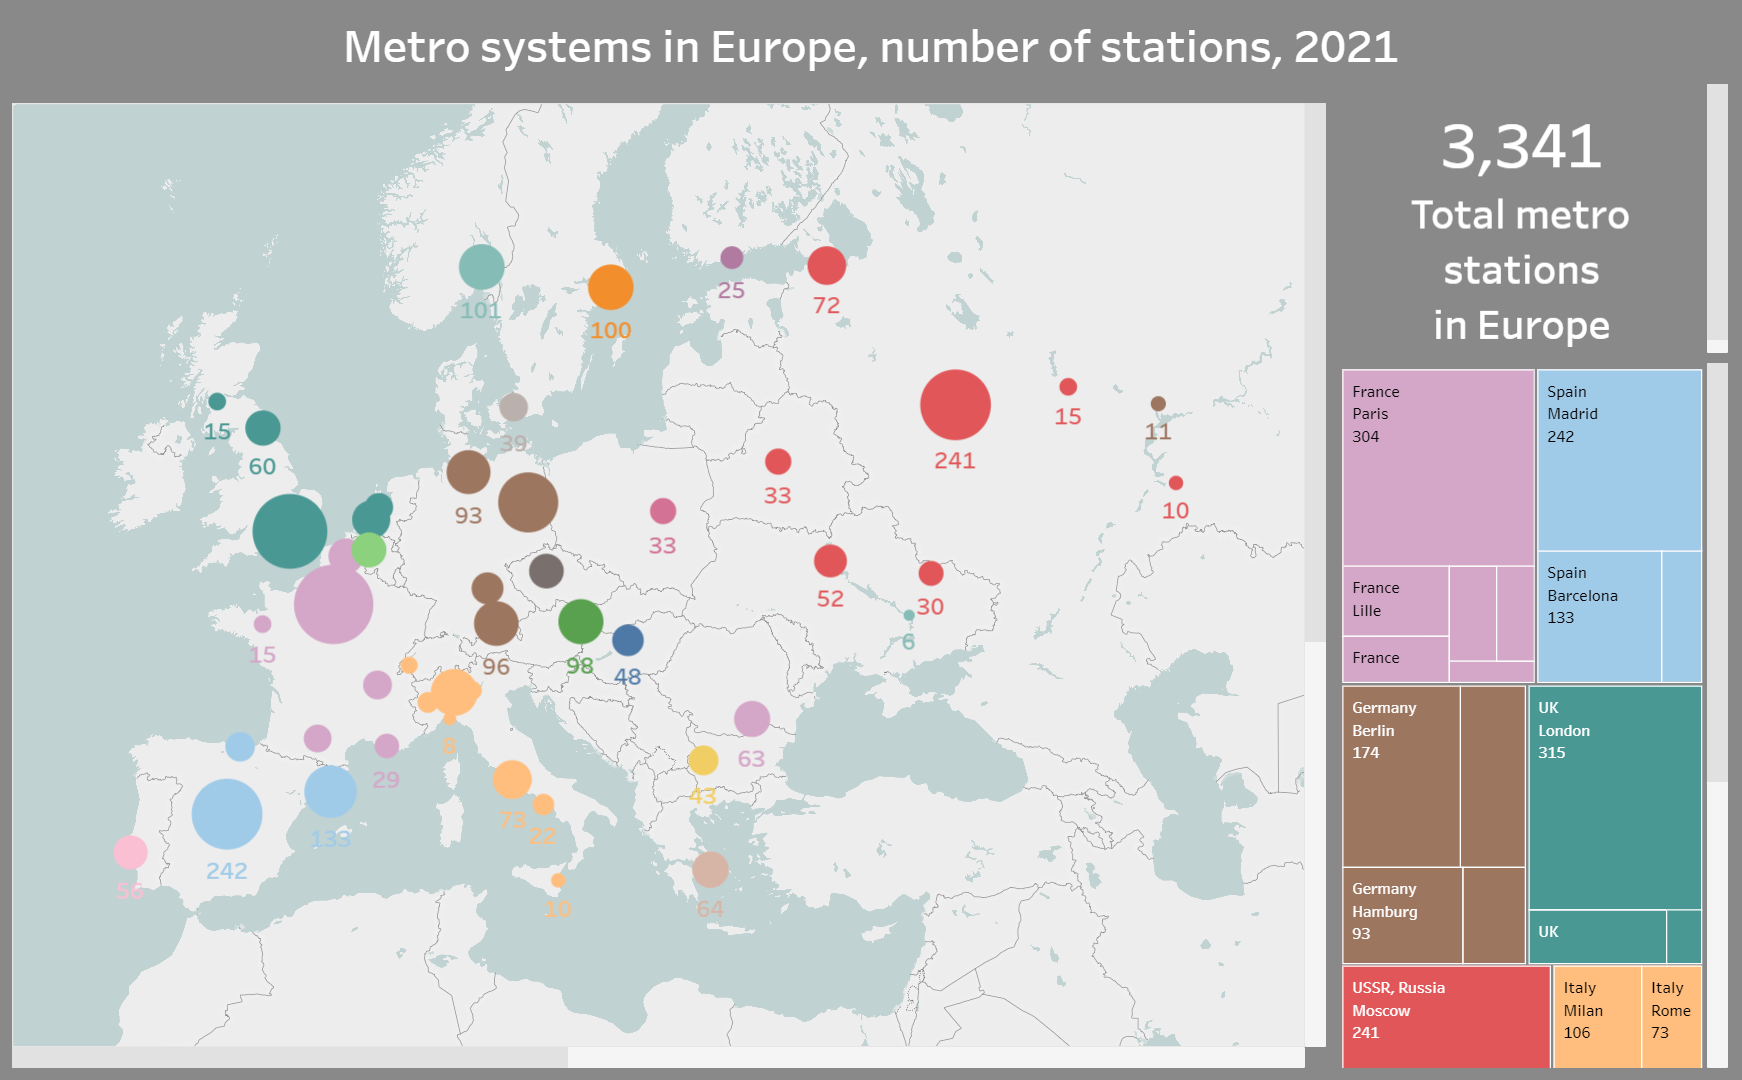 Metro systems in Europe, number of stations, 2021
3,341
Total metro
stations
in Europe
101
100
25
72
15
60
39
241
15
11
33
10
93
33
52
30
6
15
96
98
48
8
29
63
43
73
22
133
242
56
10
64
France
Paris
304
France
Lille
France
Spain
Madrid
242
Spain
Barcelona
133
Germany
Berlin
174
Germany
Hamburg
93
UK
London
315
UK
USSR, Russia
Moscow
241
Italy
Milan
106
Italy
Rome
73